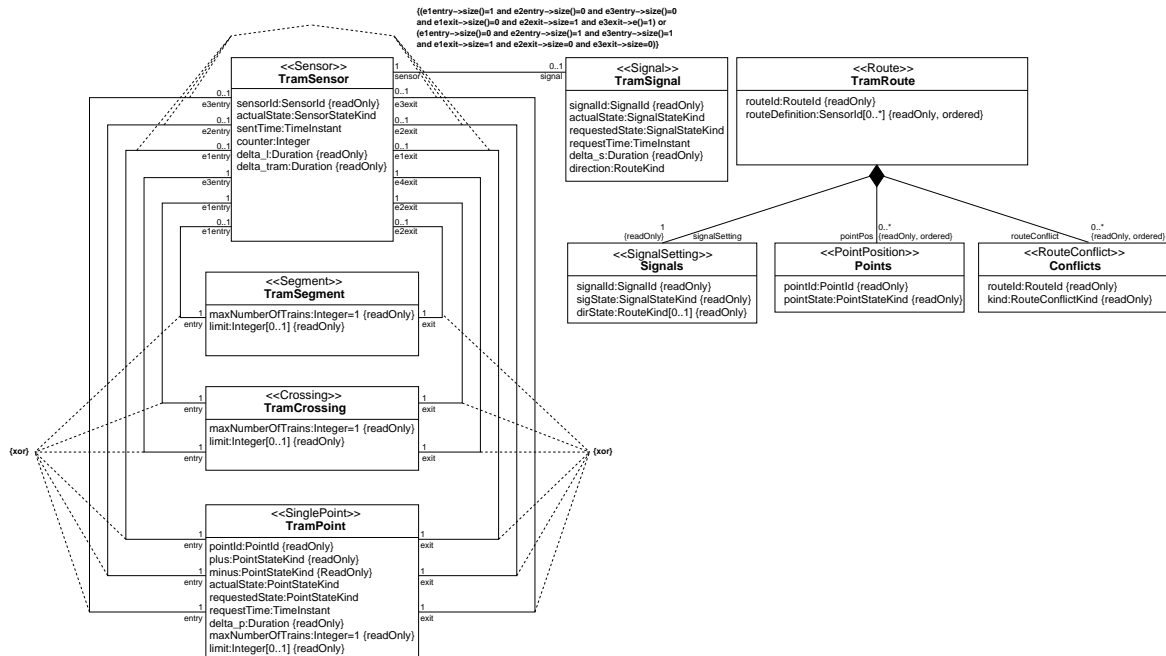 {(e1entry->size()=1 and e2entry->size()=0 and e3entry->size()=0
and e1exit->size()=0 and e2exit->size=1 and e3exit->e()=1) or
(e1entry->size()=0 and e2entry->size()=1 and e3entry->size()=1
and e1exit->size=1 and e2exit->size=0 and e3exit->size=0)}
<<Sensor>>
TramSensor
sensorId:SensorId {readOnly}
actualState:SensorStateKind
sentTime:TimeInstant
counter:Integer
delta_l:Duration {readOnly}
delta_tram:Duration {readOnly}
1
sensor
0..1
signal
0..1
e3entry
0..1
e2entry
0..1
e1entry
1
e3entry
1
e1entry
0..1
e1entry
0..1
e3exit
0..1
e2exit
0..1
e1exit
1
e4exit
1
e2exit
0..1
e2exit
<<Signal>>
TramSignal
signalId:SignalId {readOnly}
actualState:SignalStateKind
requestedState:SignalStateKind
requestTime:TimeInstant
delta_s:Duration {readOnly}
direction:RouteKind
<<Route>>
TramRoute
routeId:RouteId {readOnly}
routeDefinition:SensorId[0..*] {readOnly, ordered}
1
{readOnly}
signalSetting
0..*
pointPos
{readOnly, ordered}
0..*
routeConflict
{readOnly, ordered}
<<SignalSetting>>
Signals
signalId:SignalId {readOnly}
sigState:SignalStateKind {readOnly}
dirState:RouteKind[0..1] {readOnly}
<<PointPosition>>
Points
pointId:PointId {readOnly}
pointState:PointStateKind {readOnly}
<<RouteConflict>>
Conflicts
routeId:RouteId {readOnly}
kind:RouteConflictKind {readOnly}
<<Segment>>
TramSegment
maxNumberOfTrains:Integer=1 {readOnly}
limit:Integer[0..1] {readOnly}
1
entry
1
exit
<<Crossing>>
TramCrossing
maxNumberOfTrains:Integer=1 {readOnly}
limit:Integer[0..1] {readOnly}
1
entry
1
exit
1
entry
1
exit
{xor}
{xor}
<<SinglePoint>>
TramPoint
pointId:PointId {readOnly}
plus:PointStateKind {readOnly}
minus:PointStateKind {ReadOnly}
actualState:PointStateKind
requestedState:PointStateKind
requestTime:TimeInstant
delta_p:Duration {readOnly}
maxNumberOfTrains:Integer=1 {readOnly}
limit:Integer[0..1] {readOnly}
1
entry
1
exit
1
entry
1
exit
1
entry
1
exit